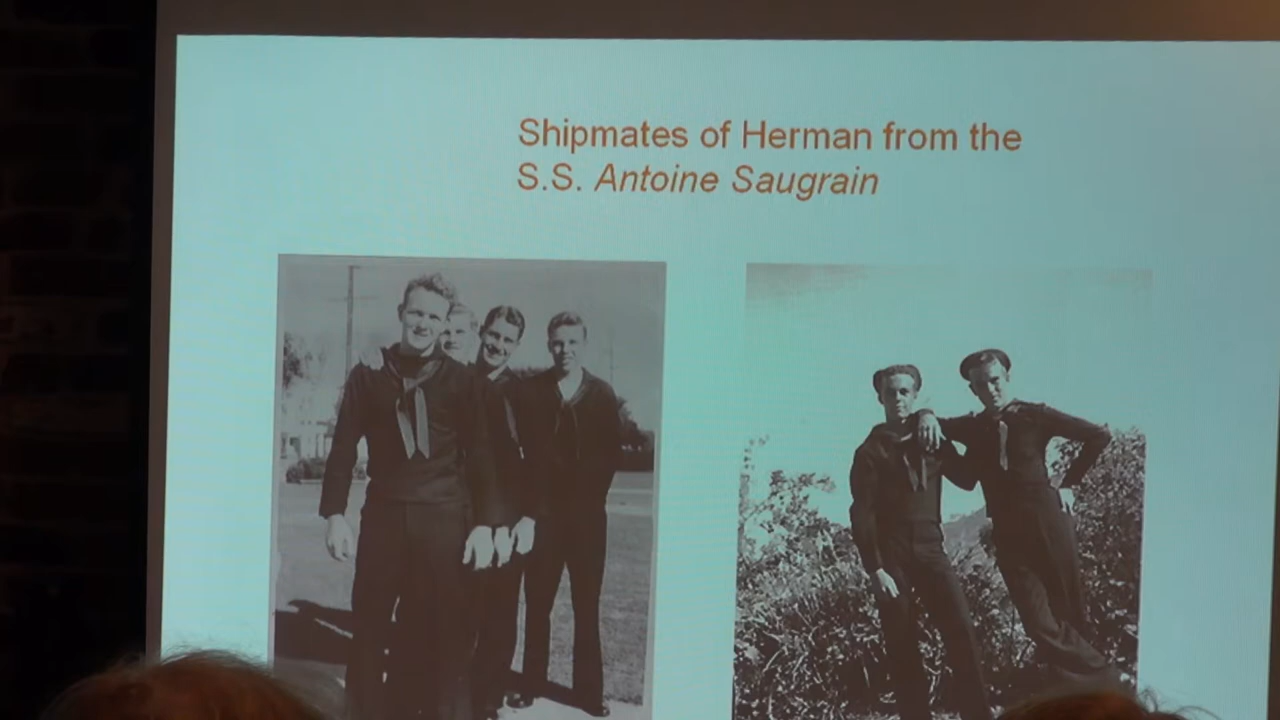 Shipmates of Herman from the
S.S. Antoine Saugrain